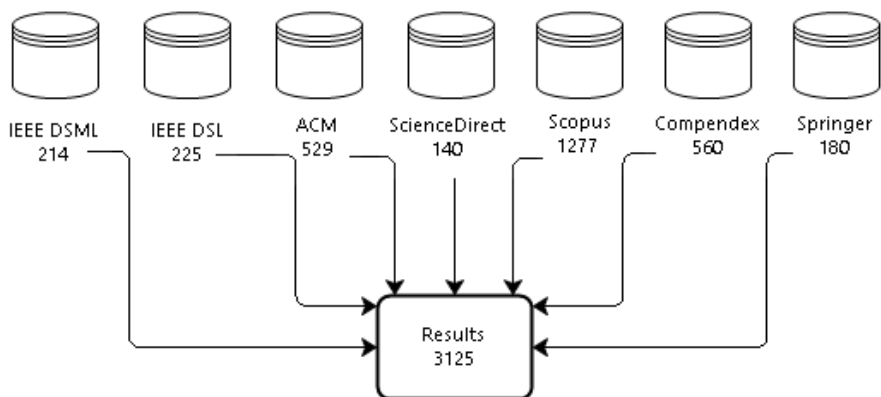 IEEE DSML
214
IEEE DSL
225
ACM
529
ScienceDirect
140
Scopus
1277
Compendex
560
Springer
180
Results
3125